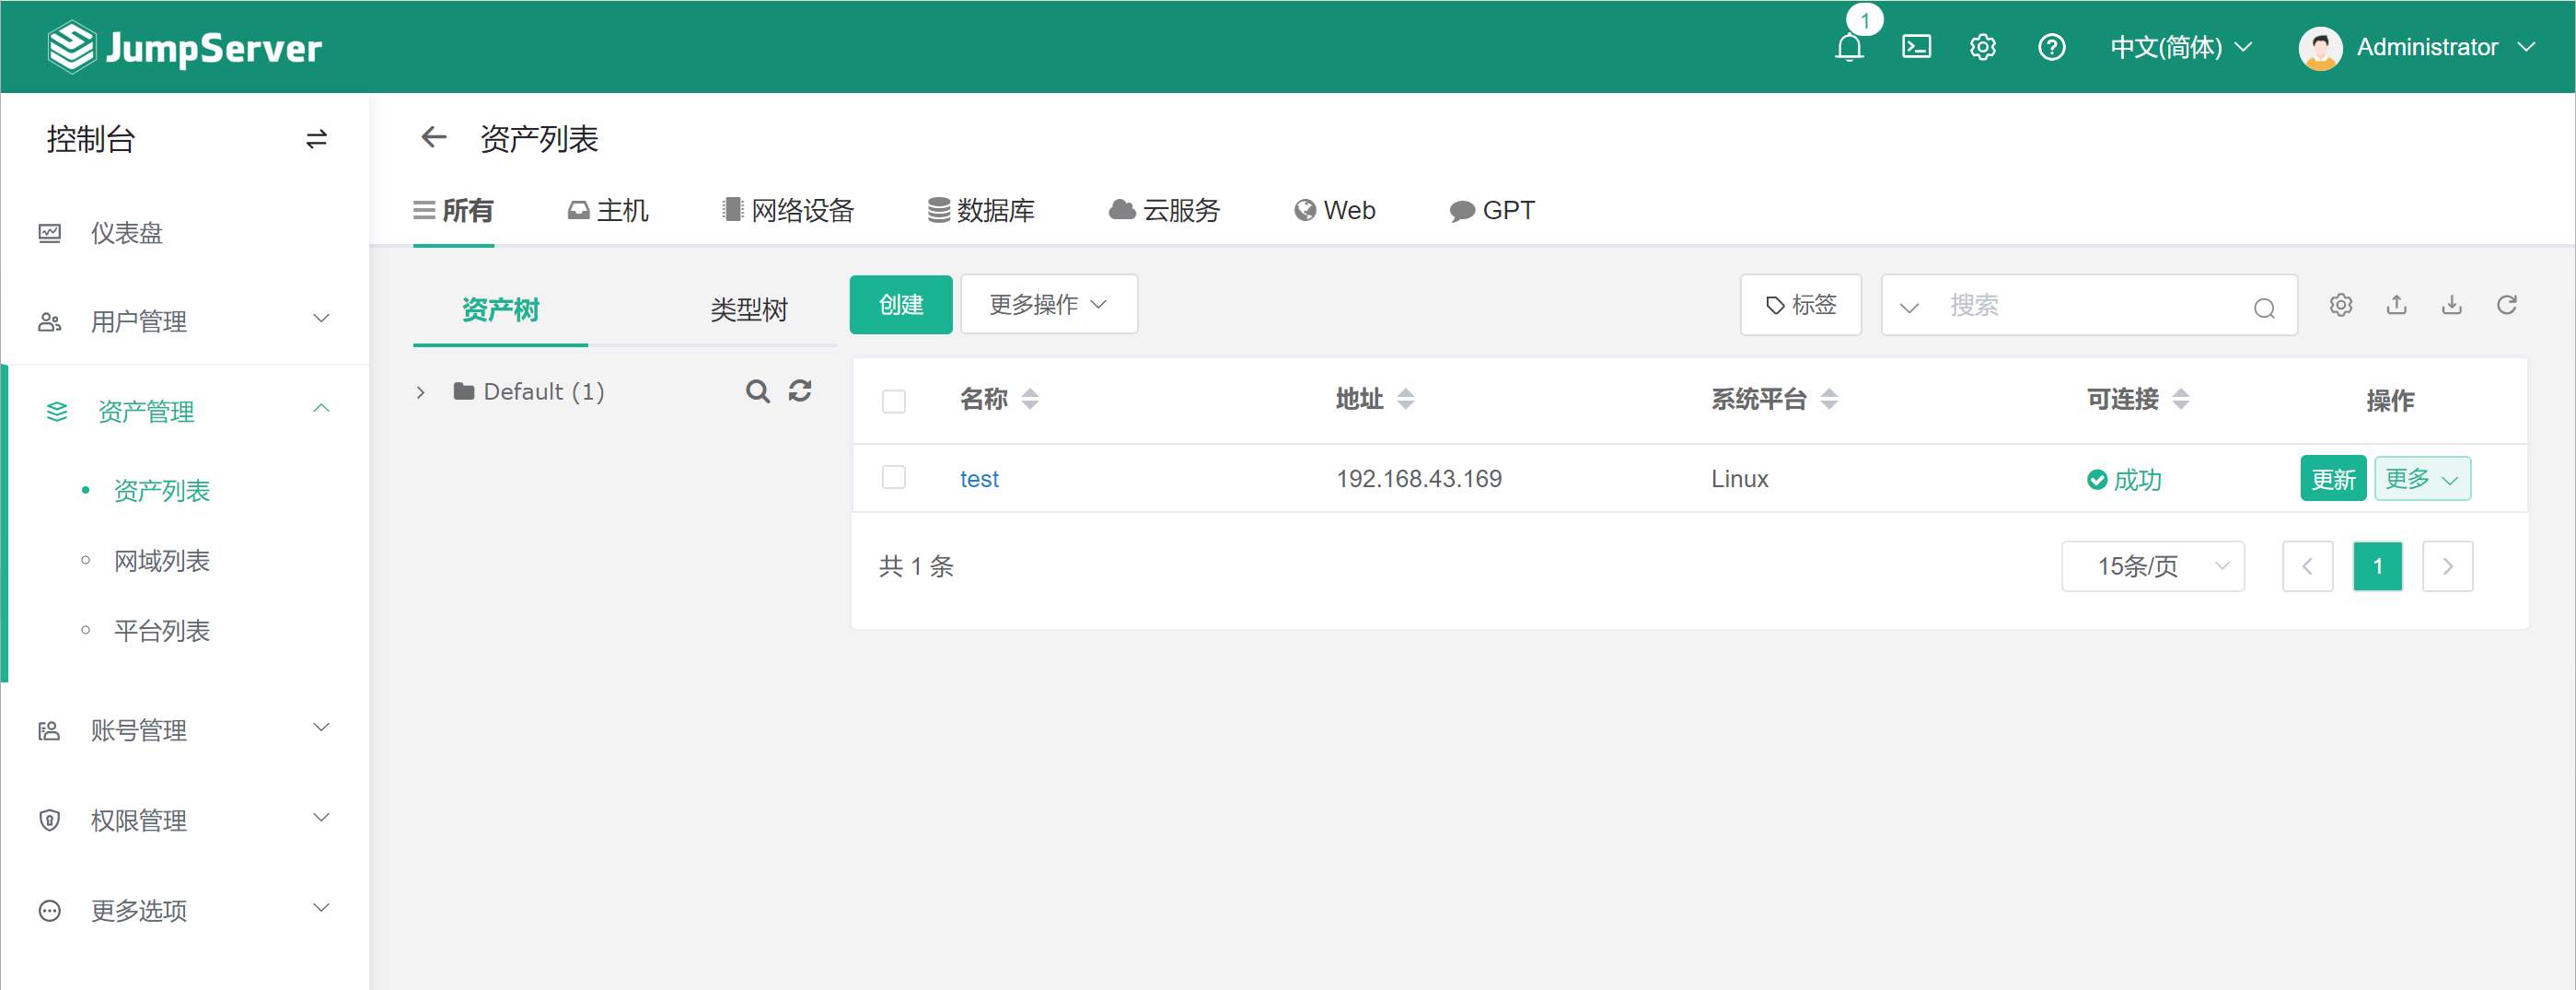 JumpServer
1
中文(简体)
Administrator
控制台
仪表盘
用户管理
资产管理
资产列表
网域列表
平台列表
账号管理
权限管理
更多选项
资产列表
所有 主机 网络设备 数据库 云服务 Web GPT
资产树 类型树
Default (1)
创建 更多操作 标签 搜索
名称 地址 系统平台 可连接 操作
test 192.168.43.169 Linux 成功 更新 更多
共 1 条 15条/页 1